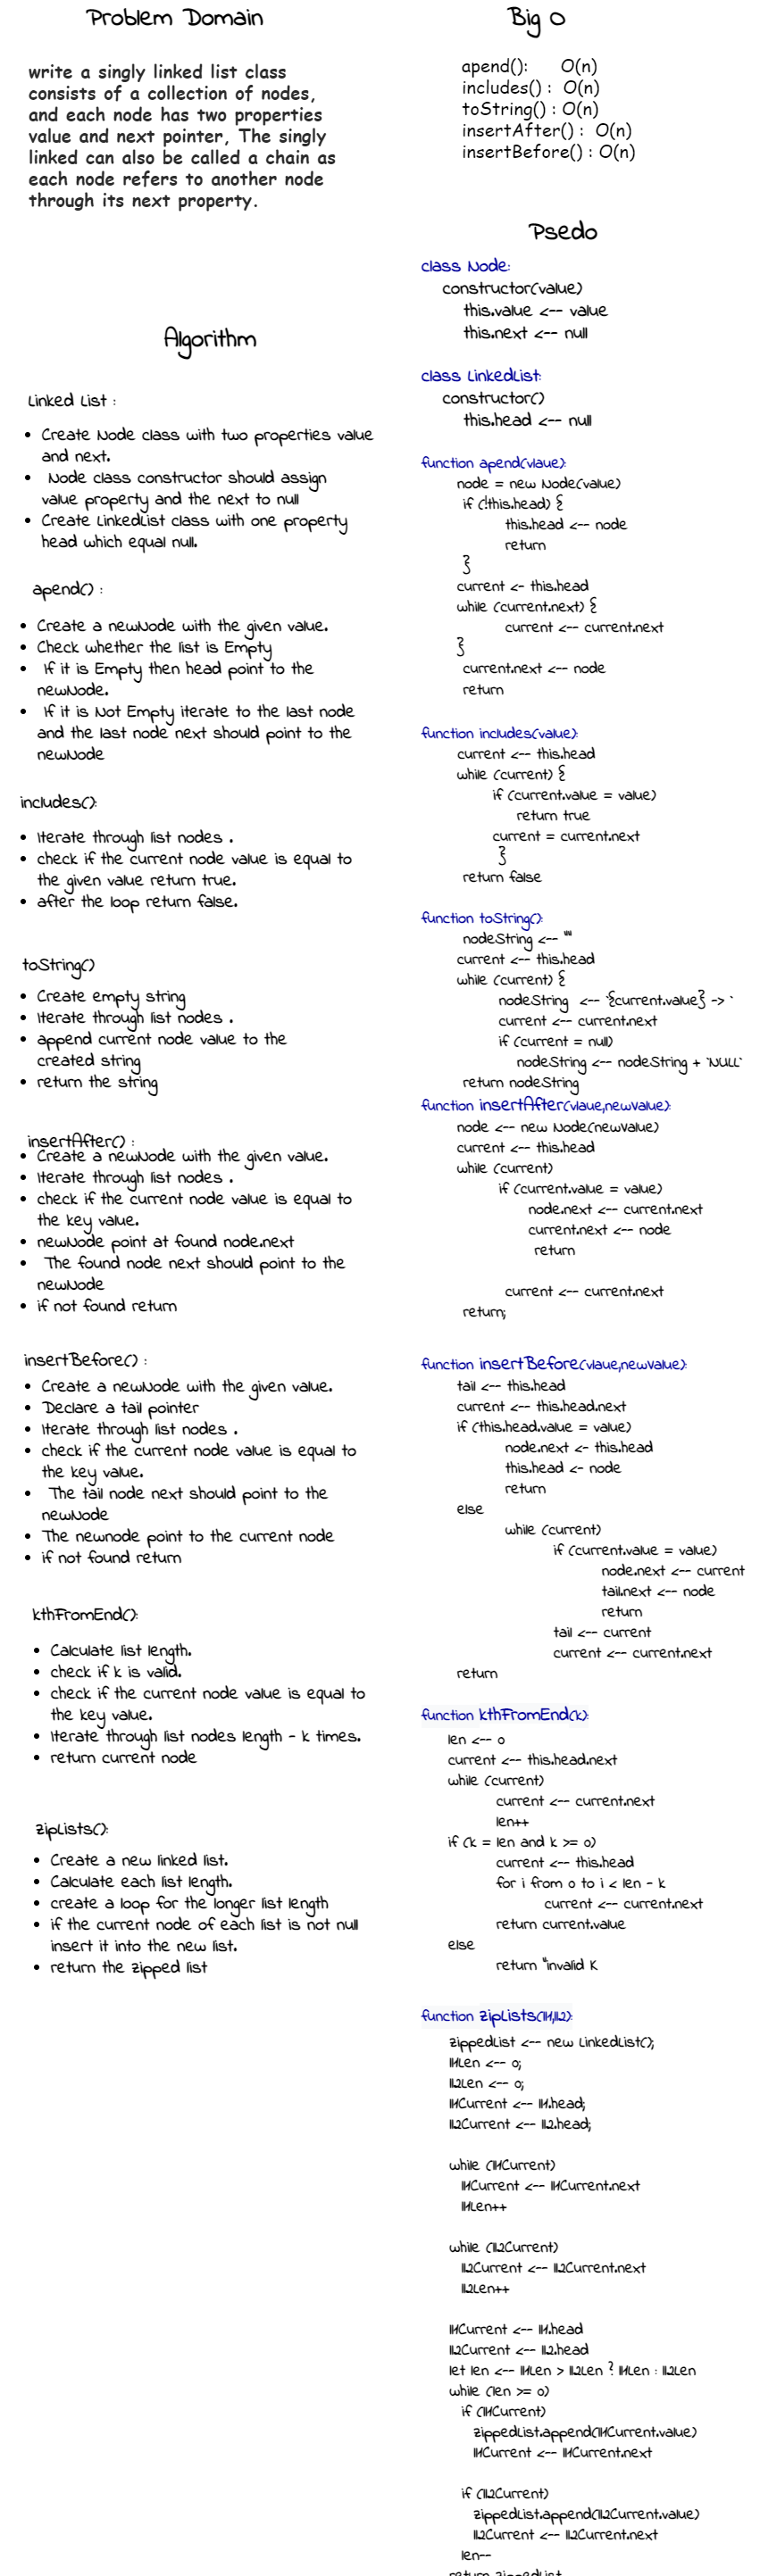 Problem Domain
write a singly linked list class
consists of a collection of nodes,
and each node has two properties
value and next pointer, The singly
linked can also be called a chain as
each node refers to another node
through its next property.
Algorithm
Linked List :
• Create Node class with two properties value
and next.
• Node class constructor should assign
value property and the next to null
• Create LinkedList class with one property
head which equal null.
apend() :
• Create a newNode with the given value.
• Check whether the list is Empty
• If it is Empty then head point to the
newNode.
• If it is Not Empty iterate to the last node
and the last node next should point to the
newNode
includes():
• Iterate through list nodes .
• check if the current node value is equal to
the given value return true.
• after the loop return false.
toString()
• Create empty string
• Iterate through list nodes .
• append current node value to the
created string
• return the string
insertAfter() :
• Create a newNode with the given value.
• Iterate through list nodes .
• check if the current node value is equal to
the key value.
• newNode point at found node.next
• The found node next should point to the
newNode
• if not found return
insertBefore() :
• Create a newNode with the given value.
• Declare a tail pointer
• Iterate through list nodes .
• check if the current node value is equal to
the key value.
• The tail node next should point to the
newNode
• The newnode point to the current node
• if not found return
kthFromEnd():
• Calculate list length.
• check if k is valid.
• check if the current node value is equal to
the key value.
• Iterate through list nodes length - k times.
• return current node
zipLists():
• Create a new linked list.
• Calculate each list length.
• create a loop for the longer list length
• if the current node of each list is not null
insert it into the new list.
• return the zipped list
Big O
apend(): O(n)
includes() : O(n)
toString() : O(n)
insertAfter() : O(n)
insertBefore() : O(n)
Psedo
class Node:
constructor(value)
this.value <-- value
this.next <-- null
class LinkedList:
constructor()
this.head <-- null
function apend(vlaue):
node = new Node(value)
if (!this.head) {
this.head <-- node
return
}
current <- this.head
while (current.next) {
current <-- current.next
}
current.next <-- node
return
function includes(value):
current <-- this.head
while (current) {
if (current.value = value)
return true
current = current.next
}
return false
function toString():
nodeString <-- ""
current <-- this.head
while (current) {
nodeString <-- `{current.value} -> `
current <-- current.next
if (current = null)
nodeString <-- nodeString + `NULL`
return nodeString
function insertAfter(vlaue,newValue):
node <-- new Node(newValue)
current <-- this.head
while (current)
if (current.value = value)
node.next <-- current.next
current.next <-- node
return
current <-- current.next
return;
function insertBefore(vlaue,newValue):
tail <-- this.head
current <-- this.head.next
if (this.head.value = value)
node.next <- this.head
this.head <- node
return
else
while (current)
if (current.value = value)
node.next <-- current
tail.next <-- node
return
tail <-- current
current <-- current.next
return
function kthFromEnd(k):
len <-- 0
current <-- this.head.next
while (current)
current <-- current.next
len++
if (k = len and k >= 0)
current <-- this.head
for i from 0 to i < len - k
current <-- current.next
return current.value
else
return "invalid K
function zipLists(ll1,ll2):
zippedList <-- new LinkedList();
ll1Len <-- 0;
ll2Len <-- 0;
ll1Current <-- ll1.head;
ll2Current <-- ll2.head;
while (ll1Current)
ll1Current <-- ll1Current.next
ll1Len++
while (ll2Current)
ll2Current <-- ll2Current.next
ll2Len++
ll1Current <-- ll1.head
ll2Current <-- ll2.head
let len <-- ll1Len > ll2Len ? ll1Len : ll2Len
while (len >= 0)
if (ll1Current)
zippedList.append(ll1Current.value)
ll1Current <-- ll1Current.next
if (ll2Current)
zippedList.append(ll2Current.value)
ll2Current <-- ll2Current.next
len--
return zippedList